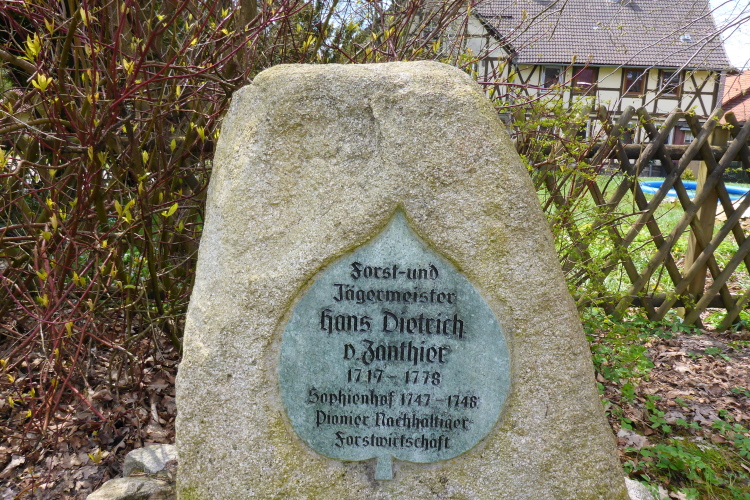 Forst-und
Jägermeister
Hans Dietrich
v. Zanthier
1717 - 1778
Sophienhof 1747 - 1748
Pionier Nachhaltiger
Forstwirtschaft